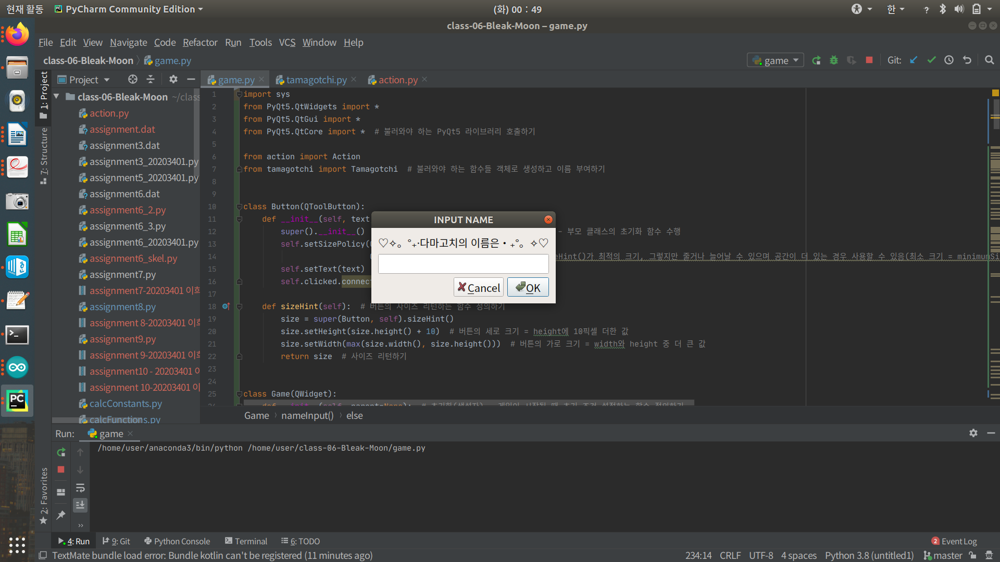 현재 활동 PyCharm Community Edition (화) 00:49 한
class-06-Bleak-Moon – game.py
File Edit View Navigate Code Refactor Run Tools VCS Window Help
class-06-Bleak-Moon game.py game Git:
Project game.py tamagotchi.py action.py
1: Project
7: Structure
2: Favorites
class-06-Bleak-Moon ~/class
action.py
assignment.dat
assignment3.dat
assignment3_20203401.py
assignment5_20203401.py
assignment6.dat
assignment6_2.py
assignment6_3.py
assignment6_20203401.py
assignment6_skel.py
assignment7.py
assignment7-20203401
assignment8.py
assignment 8-20203401
assignment9.py
assignment 9-20203401
assignment10 - 20203401
assignment 10-20203401
calcConstants.py
calcFunctions.py
1 import sys
2 from PyQt5.QtWidgets import *
3 from PyQt5.QtGui import *
4 from PyQt5.QtCore import *  # 불러와야 하는 PyQt5 라이브러리 호출하기
5
6 from action import Action
7 from tamagotchi import Tamagotchi  # 불러와야 하는 함수들 객체로 생성하고 이름 부여하기
8
9
10 class Button(QToolButton):
11 def __init__(self, text
12 super().__init__() - 부모 클래스의 초기화 함수 수행
13 self.setSizePolicy(
14 eHint()가 최적의 크기, 그렇지만 줄거나 늘어날 수 있으며 공간이 더 있는 경우 사용할 수 있음(최소 크기 = minimumSi
15 self.setText(text)
16 self.clicked.connect
17
18 def sizeHint(self):  # 버튼의 사이즈 리턴하는 함수 정의하기
19 size = super(Button, self).sizeHint()
20 size.setHeight(size.height() + 10)  # 버튼의 세로 크기 = height에 10픽셀 더한 값
21 size.setWidth(max(size.width(), size.height()))  # 버튼의 가로 크기 = width와 height 중 더 큰 값
22 return size  # 사이즈 리턴하기
23
24
25 class Game(QWidget):
INPUT NAME
♡✧。°₊·다마고치의 이름은·₊°。✧♡
Cancel OK
Game nameInput() else
Run: game
/home/user/anaconda3/bin/python /home/user/class-06-Bleak-Moon/game.py
4: Run 9: Git Python Console Terminal 6: TODO 2 Event Log
TextMate bundle load error: Bundle kotlin can't be registered (11 minutes ago) 234:14 CRLF UTF-8 4 spaces Python 3.8 (untitled1) master